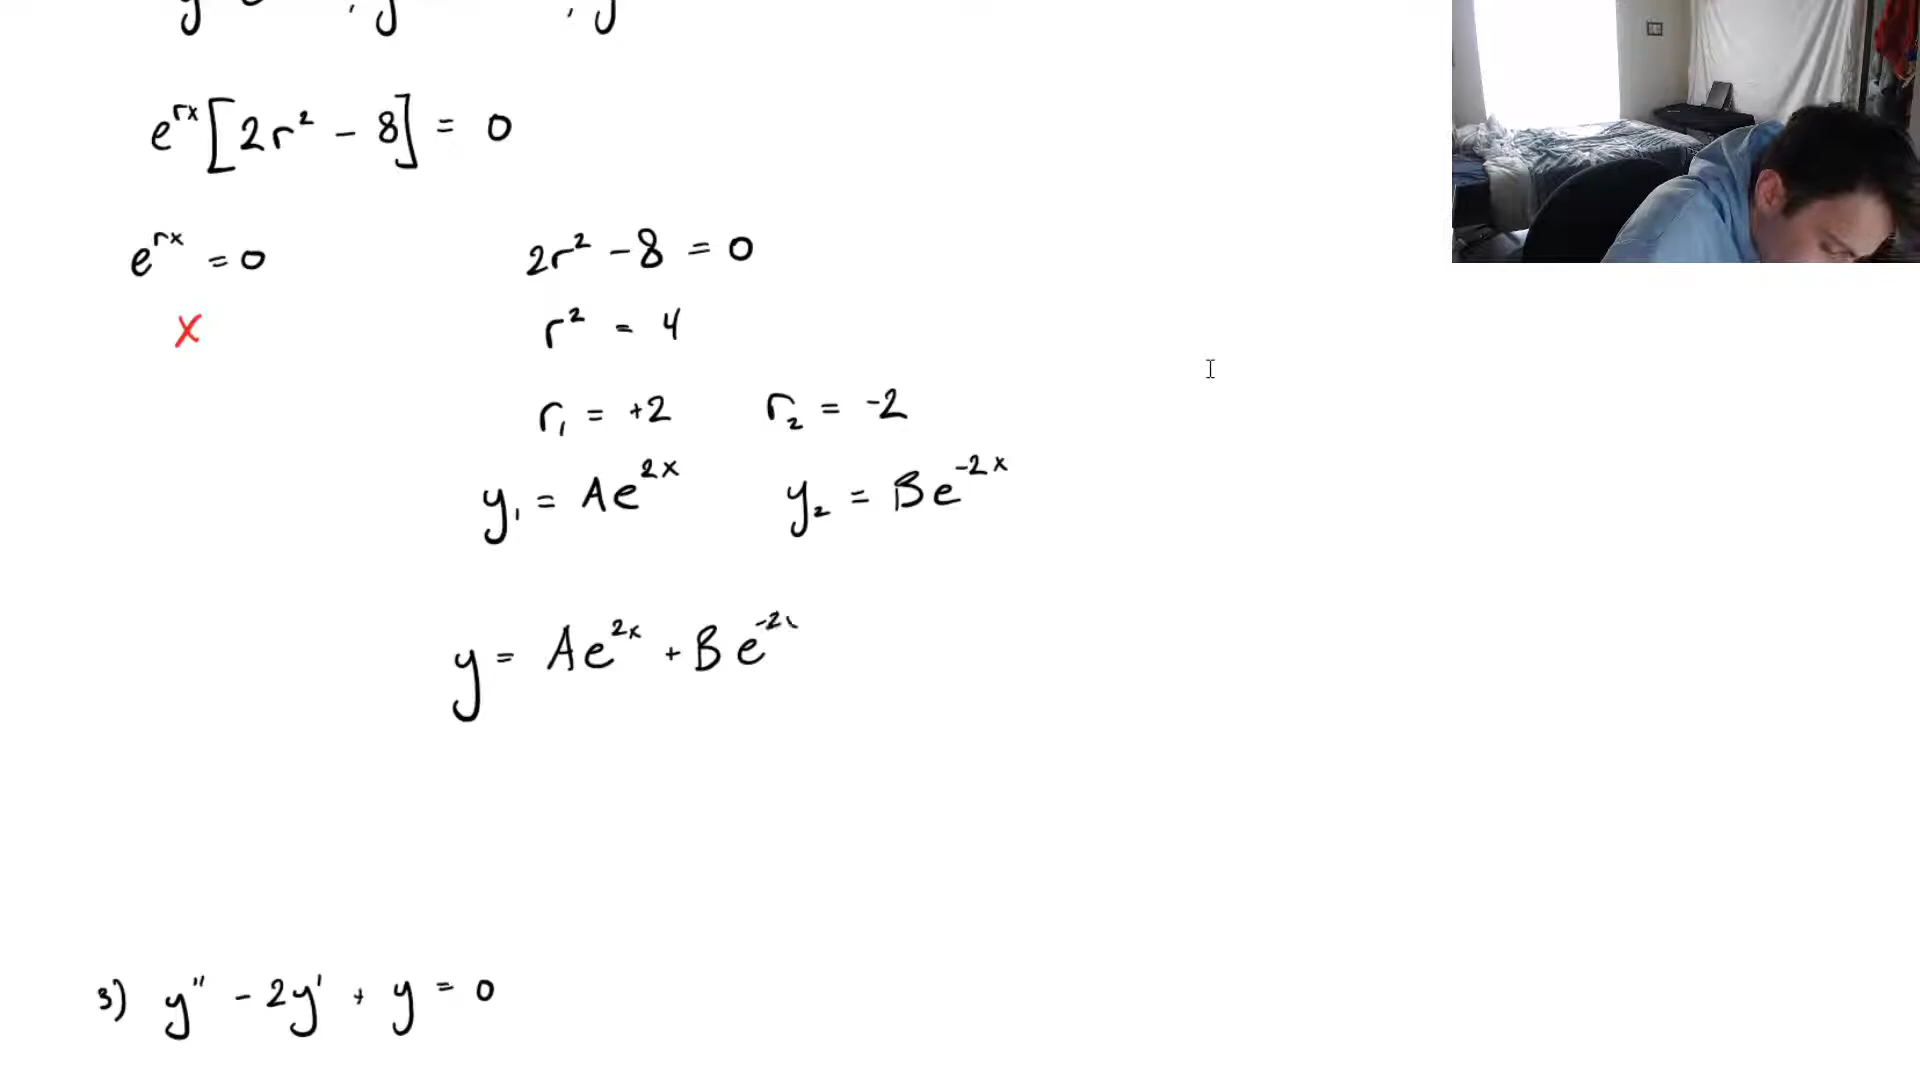 y , y , y
e^{rx}[2r² - 8] = 0
e^{rx} = 0 2r² - 8 = 0
X r² = 4
r₁ = +2 r₂ = -2
y₁ = Ae^{2x} y₂ = Be^{-2x}
y = Ae^{2x} + Be^{-2\
3) y'' - 2y' + y = 0